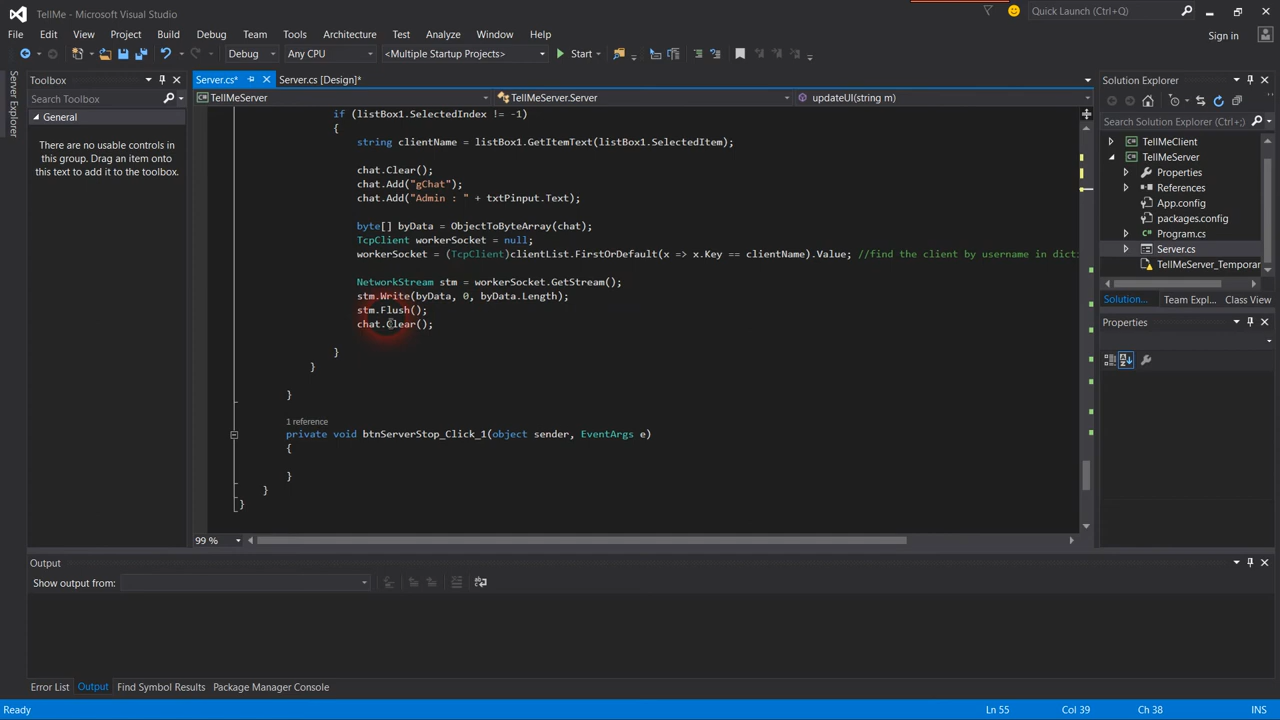 TellMe - Microsoft Visual Studio
Quick Launch (Ctrl+Q)
File Edit View Project Build Debug Team Tools Architecture Test Analyze Window Help
Sign in
Debug Any CPU <Multiple Startup Projects> Start
Server Explorer
Toolbox
Search Toolbox
General
There are no usable controls in
this group. Drag an item onto
this text to add it to the toolbox.
Server.cs* Server.cs [Design]*
TellMeServer TellMeServer.Server updateUI(string m)
if (listBox1.SelectedIndex != -1)
{
string clientName = listBox1.GetItemText(listBox1.SelectedItem);
chat.Clear();
chat.Add("gChat");
chat.Add("Admin : " + txtPinput.Text);
byte[] byData = ObjectToByteArray(chat);
TcpClient workerSocket = null;
workerSocket = (TcpClient)clientList.FirstOrDefault(x => x.Key == clientName).Value; //find the client by username in dict
NetworkStream stm = workerSocket.GetStream();
stm.Write(byData, 0, byData.Length);
stm.Flush();
chat.Clear();
}
}
}
1 reference
private void btnServerStop_Click_1(object sender, EventArgs e)
{
}
}
}
99 %
Solution Explorer
Search Solution Explorer (Ctrl+;)
TellMeClient
TellMeServer
Properties
References
App.config
packages.config
Program.cs
Server.cs
TellMeServer_Temporar
Solution... Team Expl... Class View
Properties
Output
Show output from:
Error List Output Find Symbol Results Package Manager Console
Ready Ln 55 Col 39 Ch 38 INS